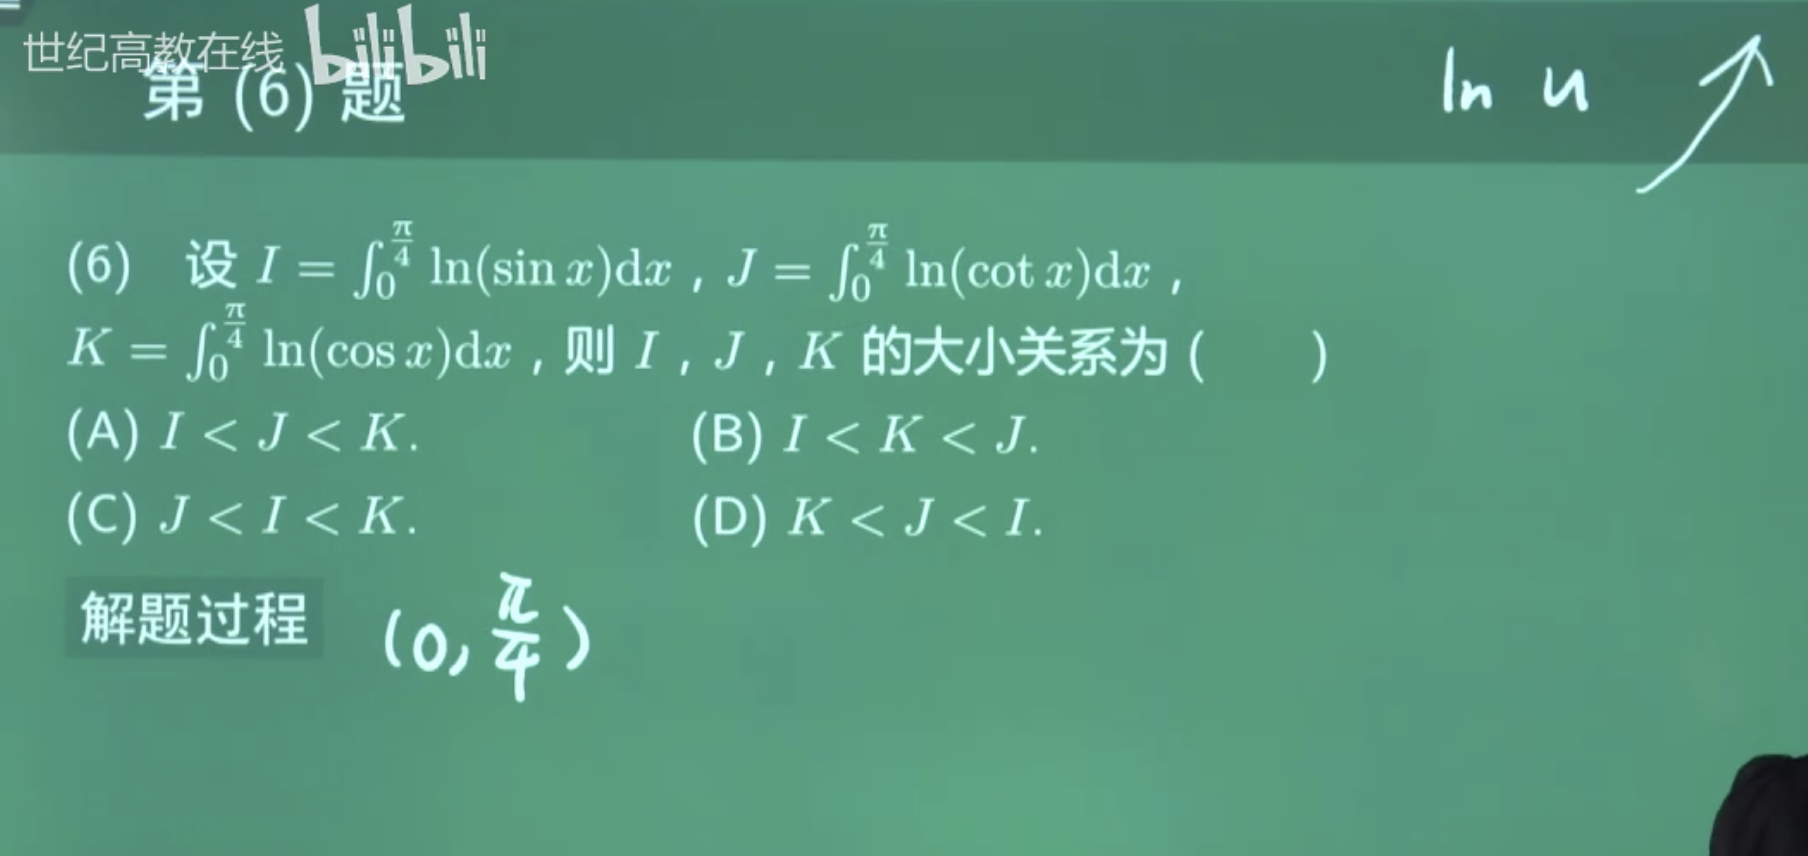 世纪高教在线 bilibili
第 (6) 题
ln u
(6) 设 $I = \int_0^{\frac{\pi}{4}} \ln(\sin x)\mathrm{d}x$ , $J = \int_0^{\frac{\pi}{4}} \ln(\cot x)\mathrm{d}x$ ,
$K = \int_0^{\frac{\pi}{4}} \ln(\cos x)\mathrm{d}x$ , 则 $I$ , $J$ , $K$ 的大小关系为 ( )
(A) $I < J < K$. (B) $I < K < J$.
(C) $J < I < K$. (D) $K < J < I$.
解题过程 $(0, \frac{\pi}{4})$